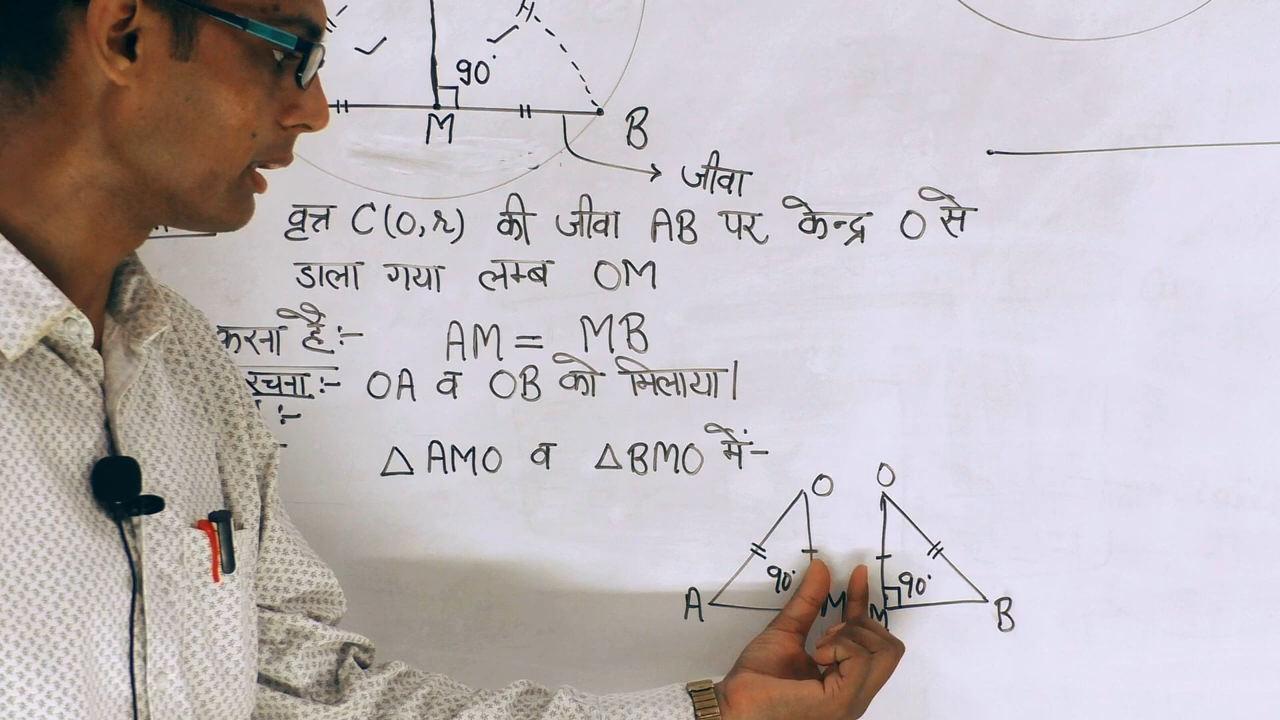 90°
M B
जीवा
वृत्त C(O,r) की जीवा AB पर केन्द्र O से
डाला गया लम्ब OM
करना है:- AM = MB
रचना:- OA व OB को मिलाया।
△AMO व △BMO में-
O O
90° 90°
A M M B